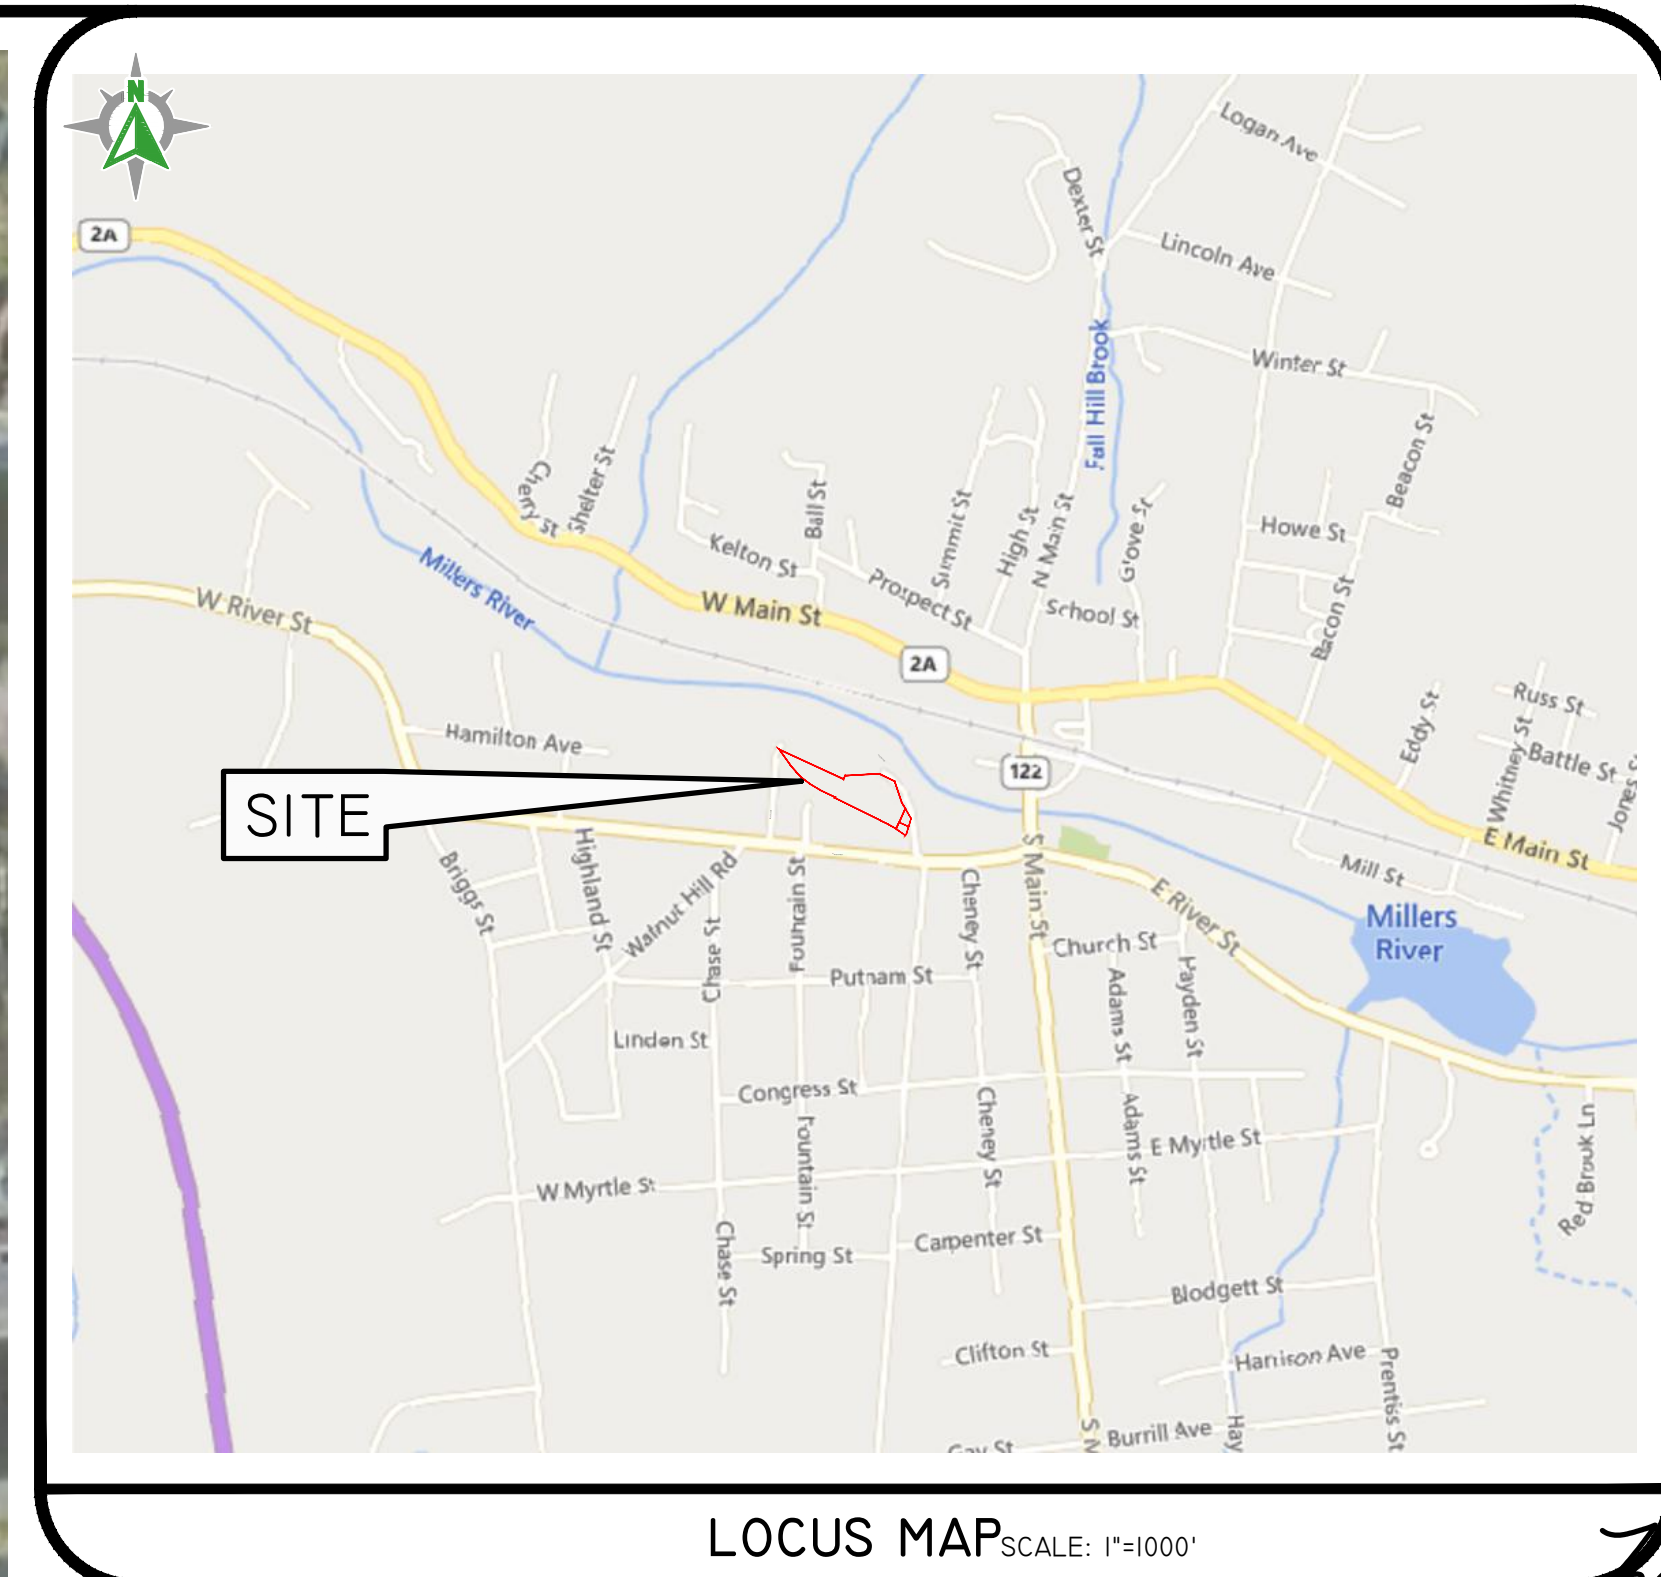 N
Logan Ave
2A
Dexter St
Lincoln Ave
Fall Hill Brook
Winter St
Beacon St
Cherry St
Shelter St
Ball St
Summit St
High St
N Main St
Grove St
Howe St
Kelton St
Prospect St
School St
Bacon St
Millers River
W River St
W Main St
2A
Russ St
Eddy St
Whitney St
Battle St
Jones S
Hamilton Ave
122
SITE
E Main St
Mill St
Highland St
Briggs St
Walnut Hill Rd
Chase St
Fountain St
Cheney St
S Main St
E River St
Millers
River
Church St
Putnam St
Adams St
Hayden St
Linden St
Congress St
Cheney St
Adams St
E Myrtle St
Red Brook Ln
Fountain St
W Myrtle St
Chase St
Spring St
Carpenter St
Blodgett St
Clifton St
Harrison Ave
Prentiss St
Burrill Ave
Hay
Gay St
S M
LOCUS MAP SCALE: 1"=1000'